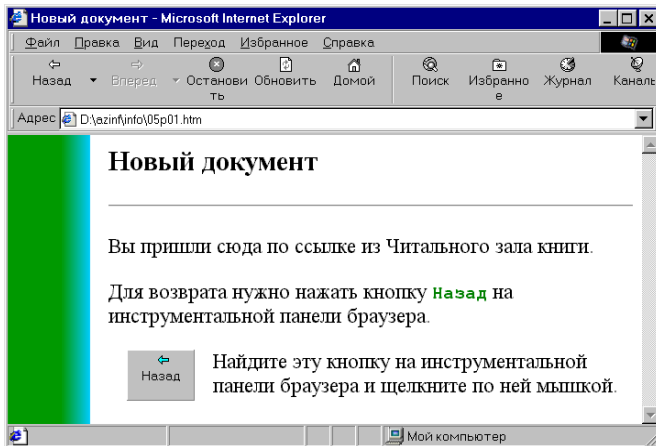 Новый документ - Microsoft Internet Explorer
Файл Правка Вид Переход Избранное Справка
Назад Вперед Останови Обновить Домой Поиск Избранно Журнал Каналь
ть е
Адрес D:\azinf\info\05p01.htm
Новый документ
Вы пришли сюда по ссылке из Читального зала книги.
Для возврата нужно нажать кнопку Назад на
инструментальной панели браузера.
Назад
Найдите эту кнопку на инструментальной
панели браузера и щелкните по ней мышкой.
Мой компьютер